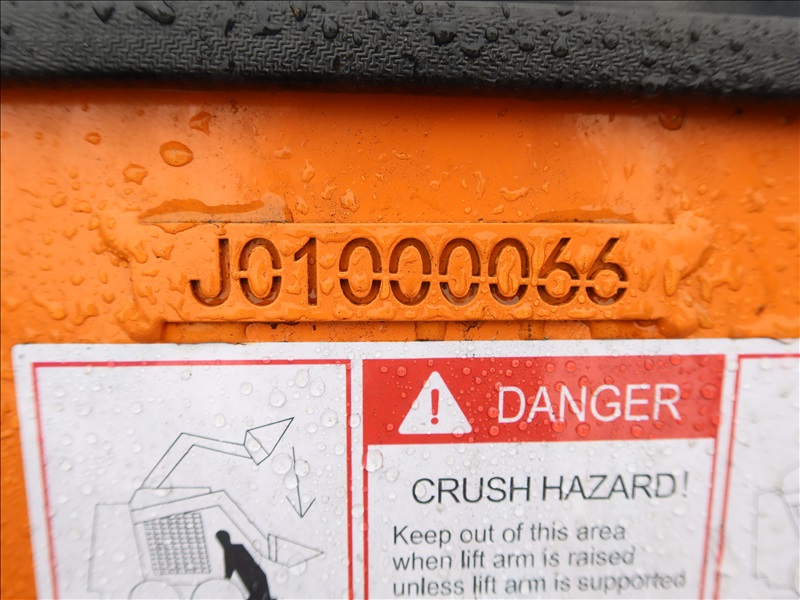 J01000066
DANGER
CRUSH HAZARD!
Keep out of this area
when lift arm is raised
unless lift arm is supported